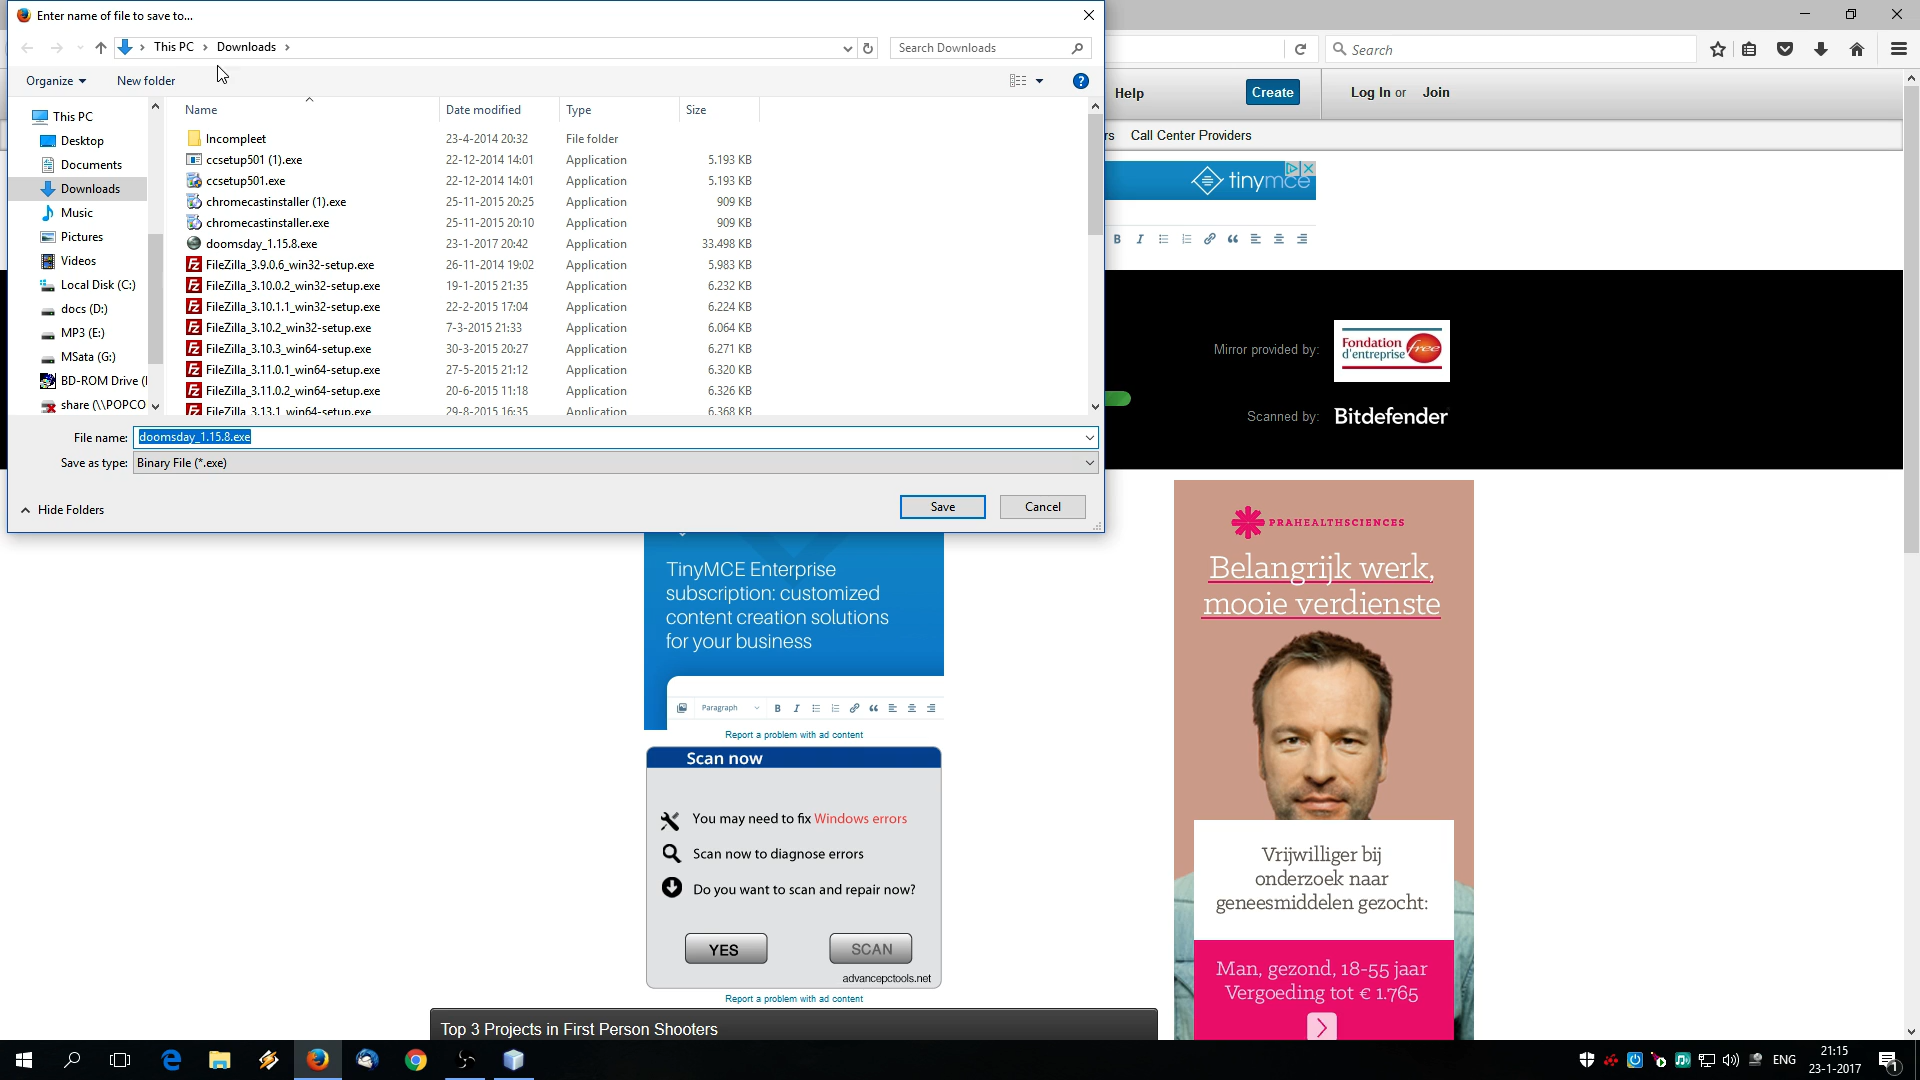 Enter name of file to save to...
This PC > Downloads >
Search Downloads
Organize
New folder
This PC
Desktop
Documents
Downloads
Music
Pictures
Videos
Local Disk (C:)
docs (D:)
MP3 (E:)
MSata (G:)
BD-ROM Drive (
share (\\POPCO
Name Date modified Type Size
Incompleet 23-4-2014 20:32 File folder
ccsetup501 (1).exe 22-12-2014 14:01 Application 5.193 KB
ccsetup501.exe 22-12-2014 14:01 Application 5.193 KB
chromecastinstaller (1).exe 25-11-2015 20:25 Application 909 KB
chromecastinstaller.exe 25-11-2015 20:10 Application 909 KB
doomsday_1.15.8.exe 23-1-2017 20:42 Application 33.498 KB
FileZilla_3.9.0.6_win32-setup.exe 26-11-2014 19:02 Application 5.983 KB
FileZilla_3.10.0.2_win32-setup.exe 19-1-2015 21:35 Application 6.232 KB
FileZilla_3.10.1.1_win32-setup.exe 22-2-2015 17:04 Application 6.224 KB
FileZilla_3.10.2_win32-setup.exe 7-3-2015 21:33 Application 6.064 KB
FileZilla_3.10.3_win64-setup.exe 30-3-2015 20:27 Application 6.271 KB
FileZilla_3.11.0.1_win64-setup.exe 27-5-2015 21:12 Application 6.320 KB
FileZilla_3.11.0.2_win64-setup.exe 20-6-2015 11:18 Application 6.326 KB
FileZilla_3.13.1_win64-setup.exe 29-8-2015 16:35 Application 6.368 KB
File name: doomsday_1.15.8.exe
Save as type: Binary File (*.exe)
Hide Folders
Save
Cancel
Search
Help
Create
Log In or Join
rs Call Center Providers
tinymce
B I
Mirror provided by:
Fondation
d'entreprise free
Scanned by:
Bitdefender
TinyMCE Enterprise
subscription: customized
content creation solutions
for your business
Paragraph B I
Report a problem with ad content
Scan now
You may need to fix Windows errors
Scan now to diagnose errors
Do you want to scan and repair now?
YES
SCAN
advancepctools.net
Report a problem with ad content
Top 3 Projects in First Person Shooters
PRAHEALTHSCIENCES
Belangrijk werk,
mooie verdienste
Vrijwilliger bij
onderzoek naar
geneesmiddelen gezocht:
Man, gezond, 18-55 jaar
Vergoeding tot € 1.765
ENG
21:15
23-1-2017
1